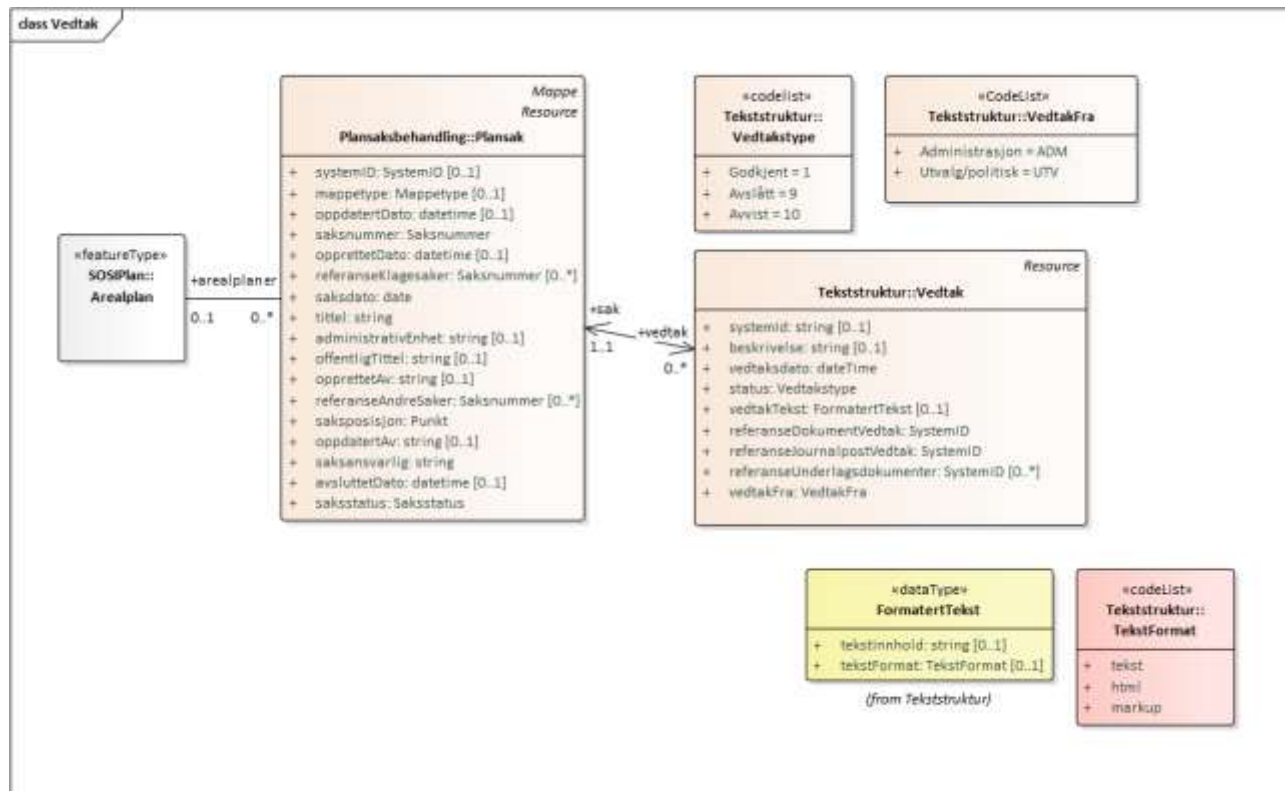 class Vedtak
Mappe
Resource
Plansaksbehandling::Plansak
+ systemID: SystemID [0..1]
+ mappetype: Mappetype [0..1]
+ oppdatertDato: datetime [0..1]
+ saksnummer: Saksnummer
+ opprettetDato: datetime [0..1]
+ referanseKlagesaker: Saksnummer [0..*]
+ saksdato: date
+ tittel: string
+ administrativEnhet: string [0..1]
+ offentligTittel: string [0..1]
+ opprettetAv: string [0..1]
+ referanseAndreSaker: Saksnummer [0..*]
+ saksposisjon: Punkt
+ oppdatertAv: string [0..1]
+ saksansvarlig: string
+ avsluttetDato: datetime [0..1]
+ saksstatus: Saksstatus
«featureType»
SOSIPlan::
Arealplan
+arealplaner
0..1 0..*
«codelist»
Tekststruktur::
Vedtakstype
+ Godkjent = 1
+ Avslått = 9
+ Avvist = 10
«CodeList»
Tekststruktur::VedtakFra
+ Administrasjon = ADM
+ Utvalg/politisk = UTV
+sak
1..1
+vedtak
0..*
Resource
Tekststruktur::Vedtak
+ systemId: string [0..1]
+ beskrivelse: string [0..1]
+ vedtaksdato: dateTime
+ status: Vedtakstype
+ vedtakTekst: FormatertTekst [0..1]
+ referanseDokumentVedtak: SystemID
+ referanseJournalpostVedtak: SystemID
+ referanseUnderlagsdokumenter: SystemID [0..*]
+ vedtakFra: VedtakFra
«dataType»
FormatertTekst
+ tekstinnhold: string [0..1]
+ tekstFormat: TekstFormat [0..1]
(from Tekststruktur)
«codeList»
Tekststruktur::
TekstFormat
+ tekst
+ html
+ markup